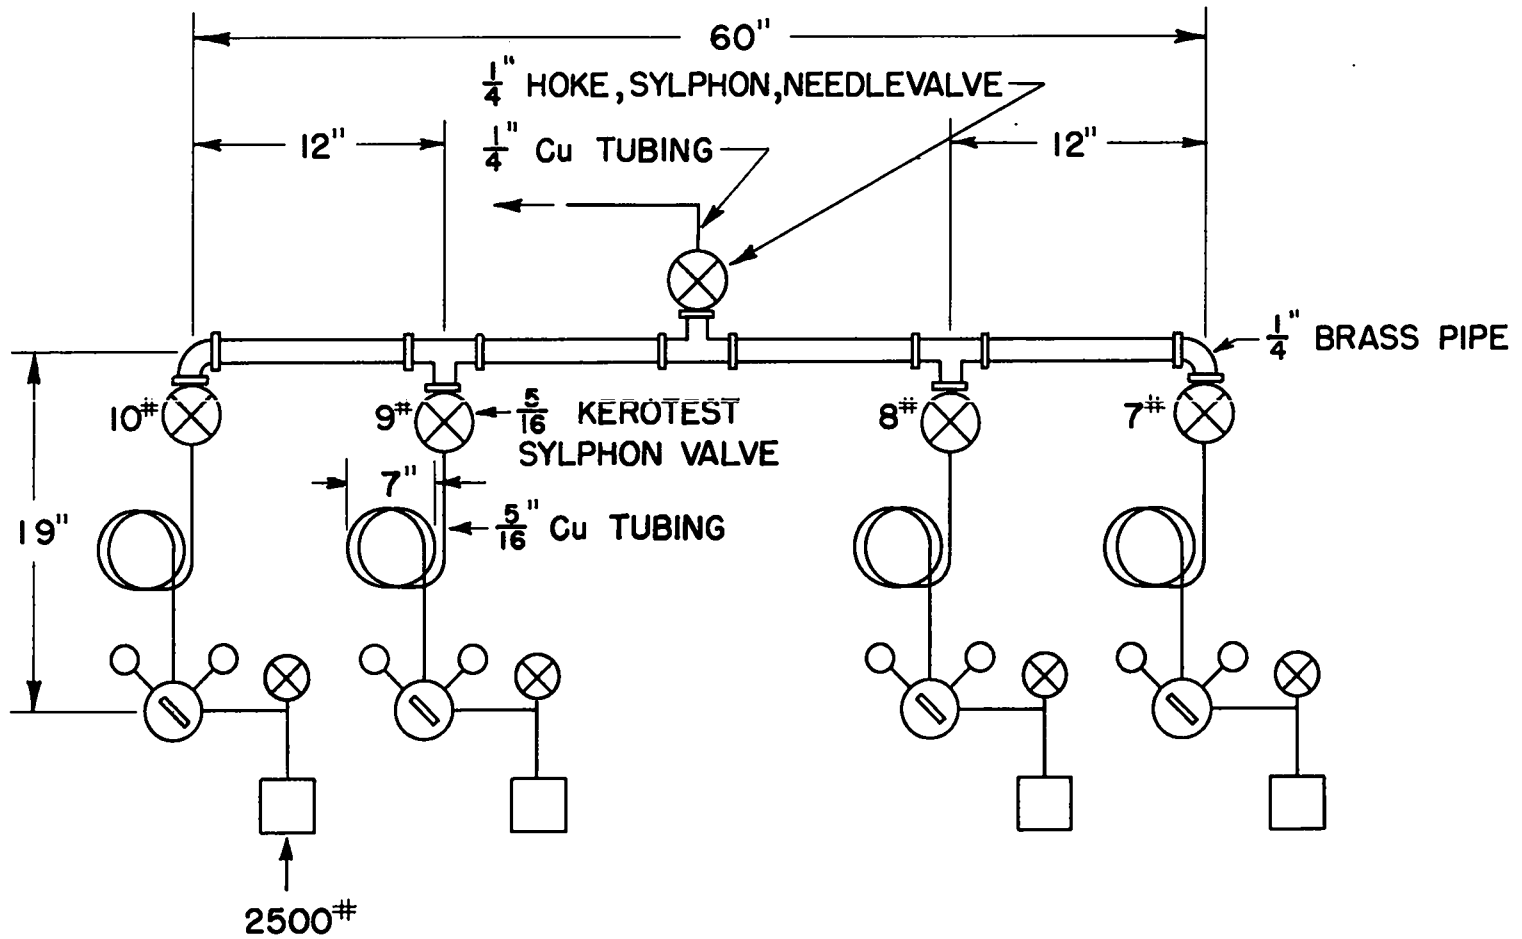 60"
1/4" HOKE, SYLPHON, NEEDLEVALVE
12"
1/4" Cu TUBING
12"
1/4" BRASS PIPE
10#
9#
5/16 KEROTEST
SYLPHON VALVE
8#
7#
7"
19"
5/16" Cu TUBING
2500#